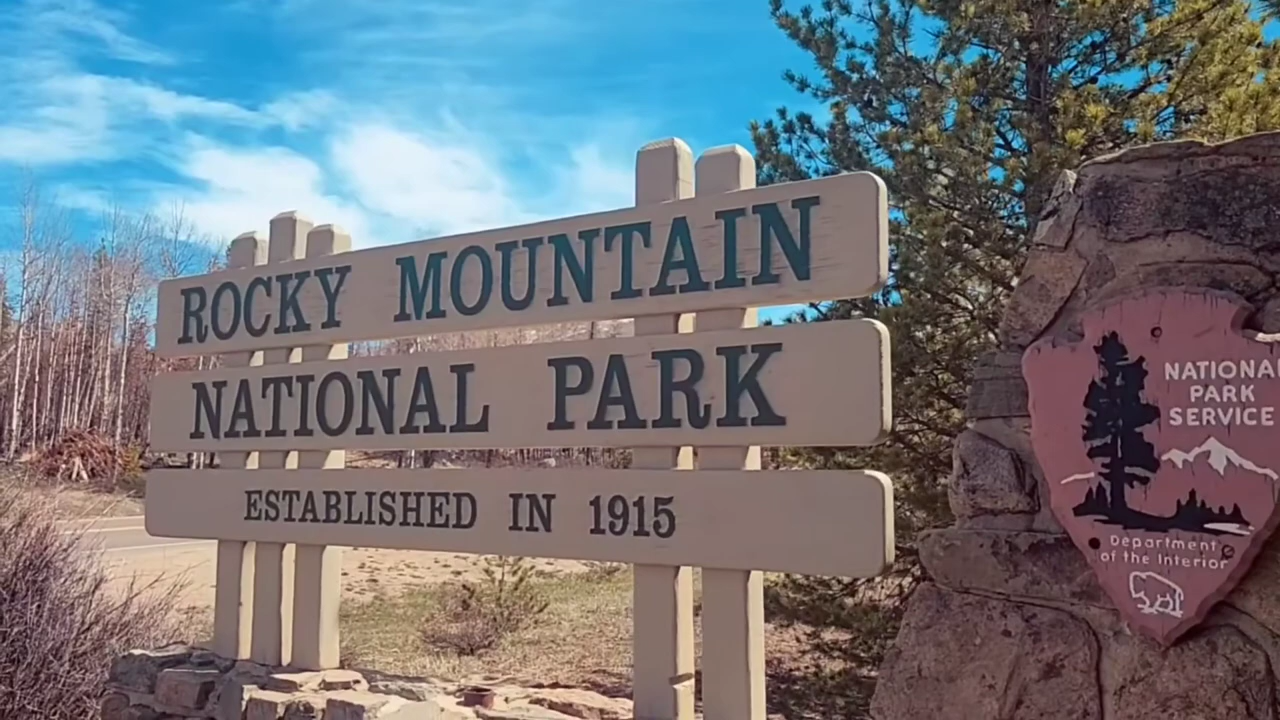 ROCKY MOUNTAIN
NATIONAL PARK
ESTABLISHED IN 1915
NATIONAL
PARK
SERVICE
Department
of the Interior